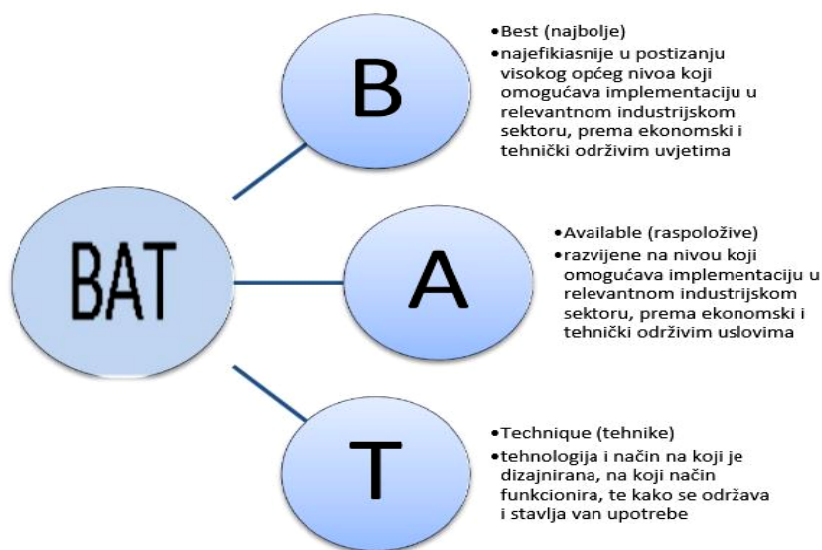 BAT
B
•Best (najbolje)
•najefikiasnije u postizanju
visokog općeg nivoa koji
omogućava implementaciju u
relevantnom industrijskom
sektoru, prema ekonomski i
tehnički održivim uvjetima
A
•Available (raspoložive)
•razvijene na nivou koji
omogućava implementaciju u
relevantnom industrijskom
sektoru, prema ekonomski i
tehnički održivim uslovima
T
•Technique (tehnike)
•tehnologija i način na koji je
dizajnirana, na koji način
funkcionira, te kako se održava
i stavlja van upotrebe